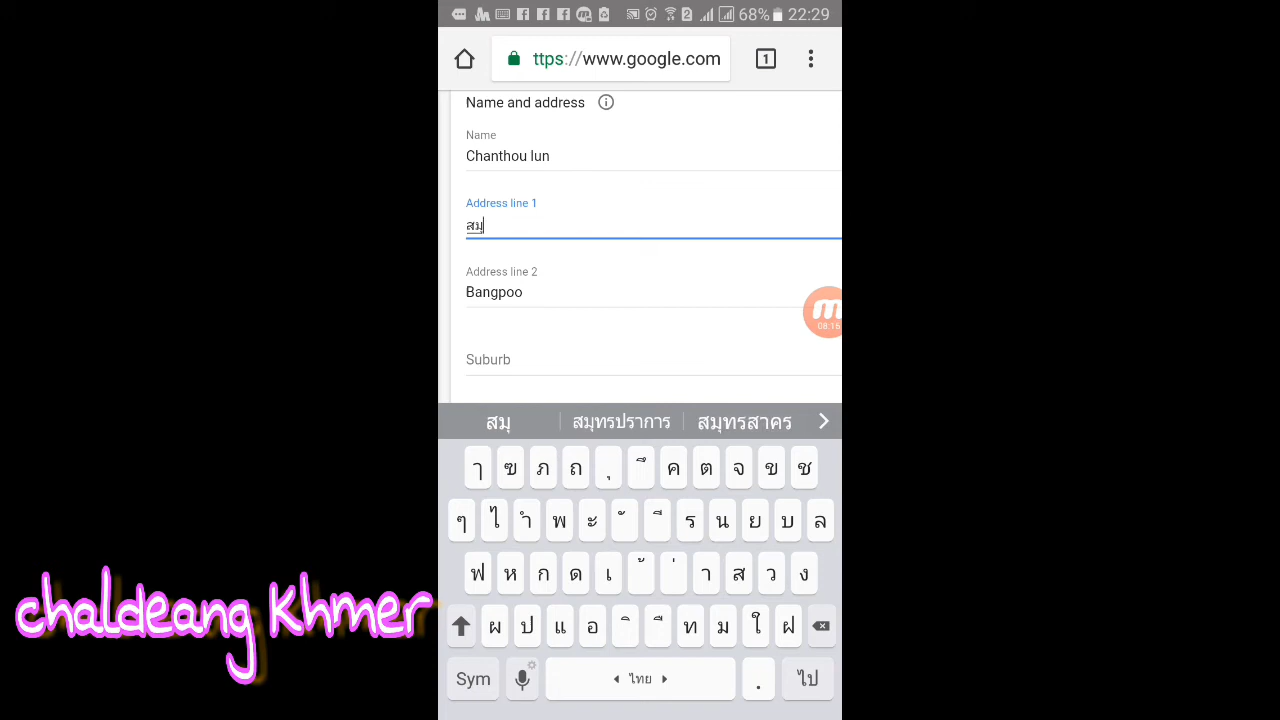 68% 22:29
ttps://www.google.com
1
Name and address
Name
Chanthou lun
Address line 1
สมุ
Address line 2
Bangpoo
08:15
Suburb
สมุ สมุทรปราการ สมุทรสาคร
ๅ ฃ ภ ถ ุ ึ ค ต จ ข ช
ๆ ไ ำ พ ะ ั ี ร น ย บ ล
ฟ ห ก ด เ ้ ่ า ส ว ง
ผ ป แ อ ิ ื ท ม ใ ฝ
Sym ไทย . ไป
chaldeang Khmer